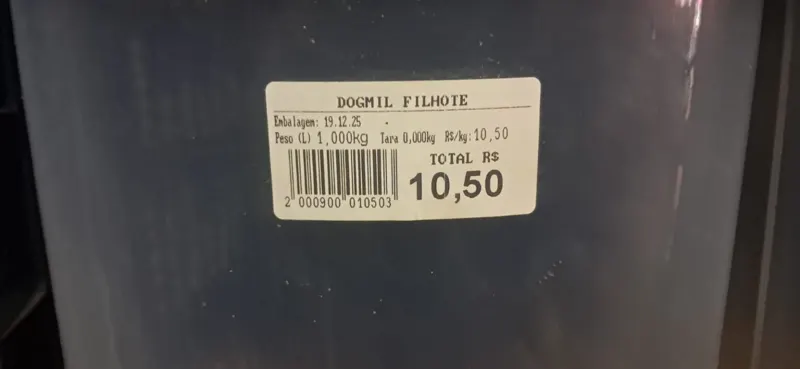 DOGMIL FILHOTE
Embalagem: 19.12.25
Peso (L) 1,000kg Tara 0,000kg R$/kg: 10,50
TOTAL R$
10,50
2 000900 010503